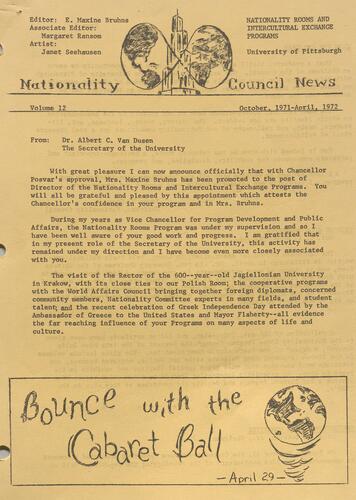 Editor: E. Maxine Bruhns
Associate Editor:
Margaret Ransom
Artist:
Janet Seehausen
NATIONALITY ROOMS AND
INTERCULTURAL EXCHANGE
PROGRAMS
University of Pittsburgh
Nationality Council News
Volume 12 October, 1971-April, 1972
From: Dr. Albert C. Van Dusen
The Secretary of the University
With great pleasure I can now announce officially that with Chancellor
Posvar's approval, Mrs. Maxine Bruhns has been promoted to the post of
Director of the Nationality Rooms and Intercultural Exchange Programs. You
will all be grateful and pleased by this appointment which attests the
Chancellor's confidence in your program and in Mrs. Bruhns.
During my years as Vice Chancellor for Program Development and Public
Affairs, the Nationality Rooms Program was under my supervision and so I
have been well aware of your good work and progress. I am gratified that
in my present role of the Secretary of the University, this activity has
remained under my direction and I have become even more closely associated
with you.
The visit of the Rector of the 600--year--old Jagiellonian University
in Krakow, with its close ties to our Polish Room; the cooperative programs
with the World Affairs Council bringing together foreign diplomats, concerned
community members, Nationality Committee experts in many fields, and student
talent; and the recent celebration of Greek Independence Day attended by the
Ambassador of Greece to the United States and Mayor Flaherty--all evidence
the far reaching influence of your Programs on many aspects of life and
culture.
Bounce with the
Cabaret Ball
- April 29 -